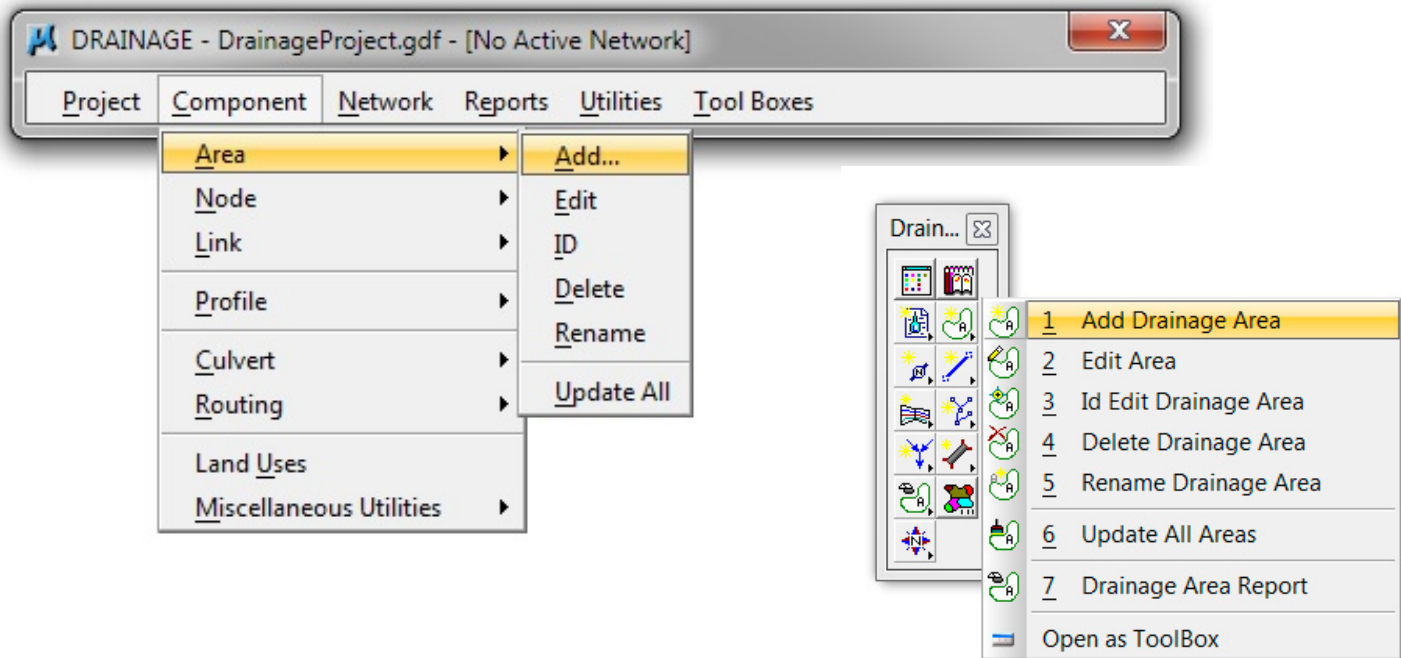 DRAINAGE - DrainageProject.gdf - [No Active Network]
Project Component Network Reports Utilities Tool Boxes
Area
Node
Link
Profile
Culvert
Routing
Land Uses
Miscellaneous Utilities
Add...
Edit
ID
Delete
Rename
Update All
Drain...
1 Add Drainage Area
2 Edit Area
3 Id Edit Drainage Area
4 Delete Drainage Area
5 Rename Drainage Area
6 Update All Areas
7 Drainage Area Report
Open as ToolBox